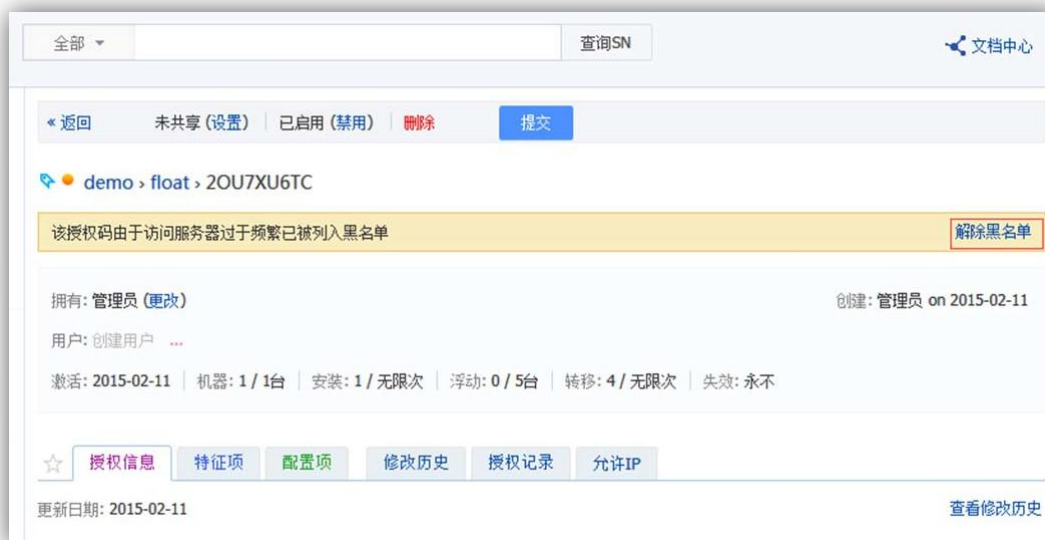 全部 查询SN 文档中心
« 返回 未共享 (设置) 已启用 (禁用) 删除 提交
demo › float › 2OU7XU6TC
该授权码由于访问服务器过于频繁已被列入黑名单 解除黑名单
拥有: 管理员 (更改) 创建: 管理员 on 2015-02-11
用户: 创建用户 ...
激活: 2015-02-11 机器: 1 / 1台 安装: 1 / 无限次 浮动: 0 / 5台 转移: 4 / 无限次 失效: 永不
授权信息 特征项 配置项 修改历史 授权记录 允许IP
更新日期: 2015-02-11 查看修改历史